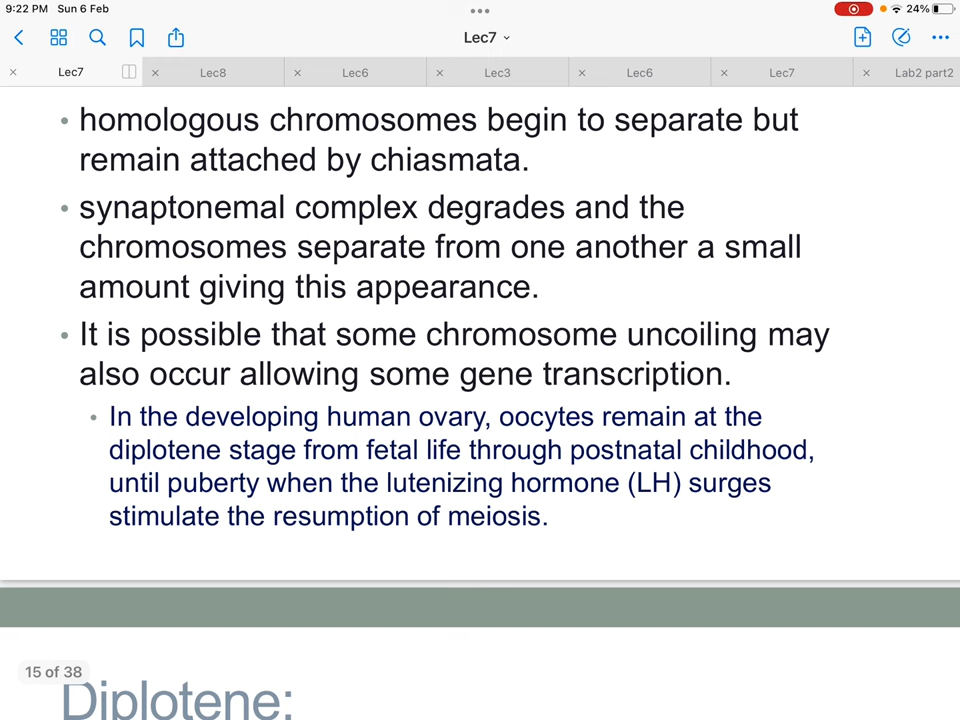 9:22 PM Sun 6 Feb
24%
Lec7
Lec7
Lec8
Lec6
Lec3
Lec6
Lec7
Lab2 part2
• homologous chromosomes begin to separate but
remain attached by chiasmata.
• synaptonemal complex degrades and the
chromosomes separate from one another a small
amount giving this appearance.
• It is possible that some chromosome uncoiling may
also occur allowing some gene transcription.
• In the developing human ovary, oocytes remain at the
diplotene stage from fetal life through postnatal childhood,
until puberty when the lutenizing hormone (LH) surges
stimulate the resumption of meiosis.
15 of 38
Diplotene: